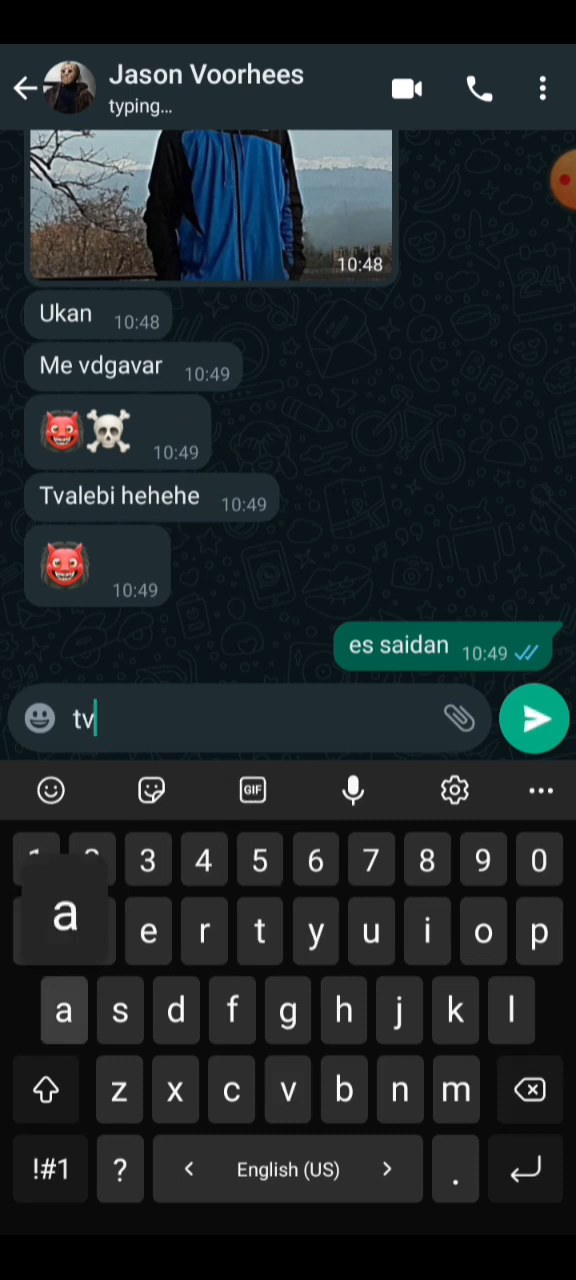 Jason Voorhees
typing...
10:48
Ukan 10:48
Me vdgavar 10:49
👹☠️ 10:49
Tvalebi hehehe 10:49
👹 10:49
es saidan 10:49
tv
GIF
3 4 5 6 7 8 9 0
a
e r t y u i o p
a s d f g h j k l
z x c v b n m
!#1 ? < English (US) > .